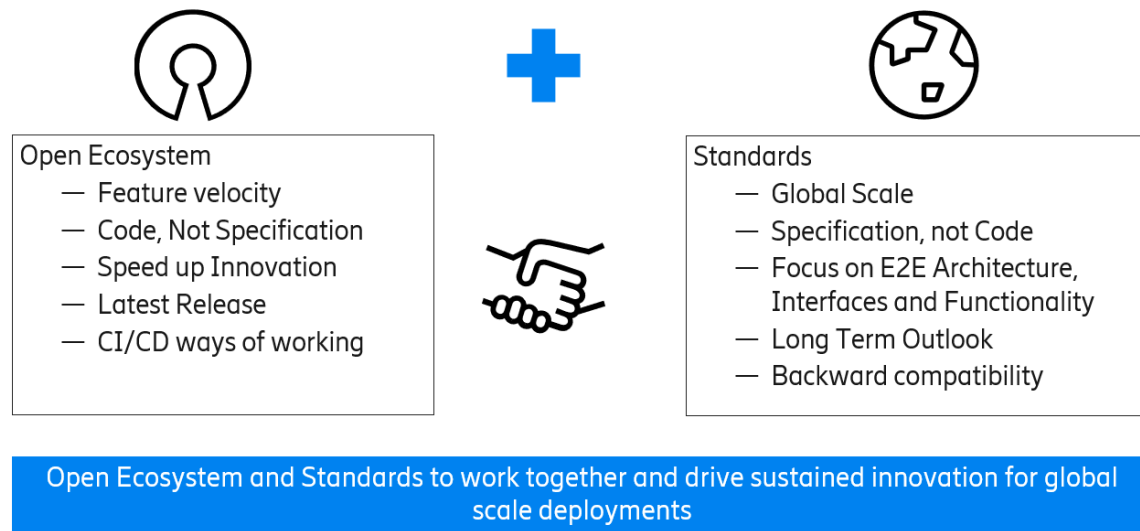 Open Ecosystem
— Feature velocity
— Code, Not Specification
— Speed up Innovation
— Latest Release
— CI/CD ways of working
Standards
— Global Scale
— Specification, not Code
— Focus on E2E Architecture,
Interfaces and Functionality
— Long Term Outlook
— Backward compatibility
Open Ecosystem and Standards to work together and drive sustained innovation for global
scale deployments